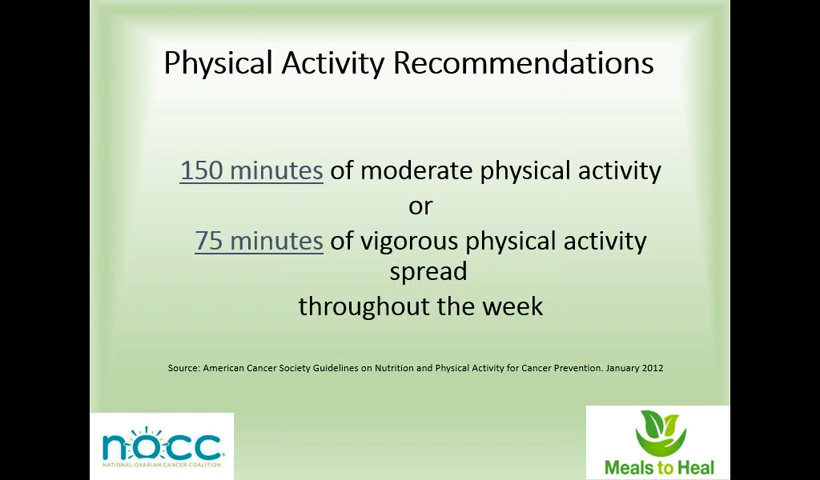 Physical Activity Recommendations
150 minutes of moderate physical activity
or
75 minutes of vigorous physical activity
spread
throughout the week
Source: American Cancer Society Guidelines on Nutrition and Physical Activity for Cancer Prevention. January 2012
nocc
NATIONAL OVARIAN CANCER COALITION
Meals to Heal